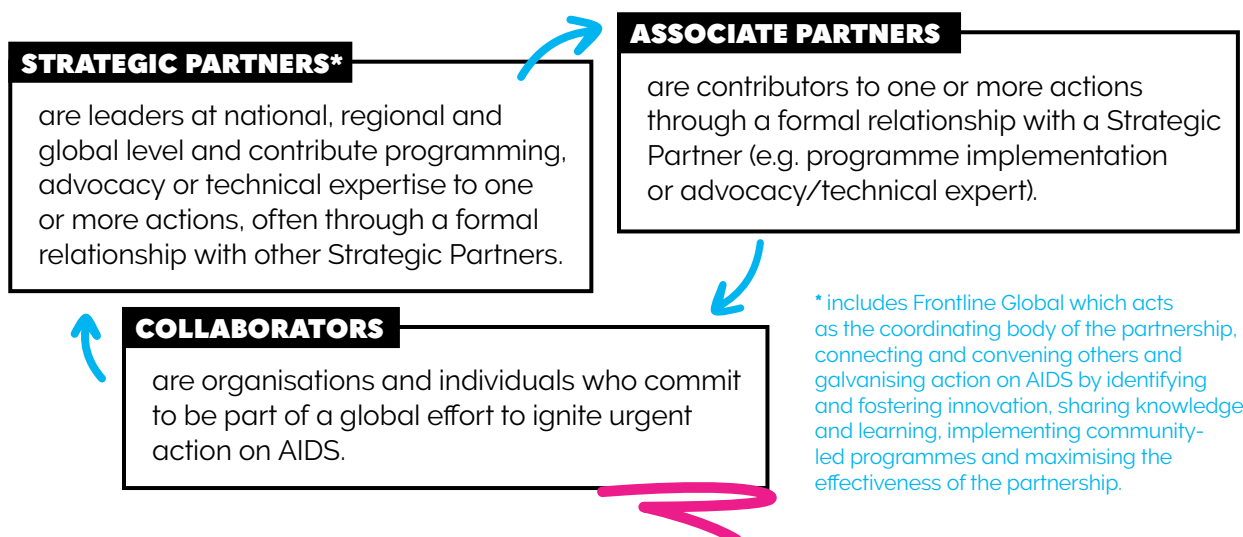 STRATEGIC PARTNERS*
are leaders at national, regional and
global level and contribute programming,
advocacy or technical expertise to one
or more actions, often through a formal
relationship with other Strategic Partners.
ASSOCIATE PARTNERS
are contributors to one or more actions
through a formal relationship with a Strategic
Partner (e.g. programme implementation
or advocacy/technical expert).
COLLABORATORS
are organisations and individuals who commit
to be part of a global effort to ignite urgent
action on AIDS.
* includes Frontline Global which acts
as the coordinating body of the partnership,
connecting and convening others and
galvanising action on AIDS by identifying
and fostering innovation, sharing knowledge
and learning, implementing community-
led programmes and maximising the
effectiveness of the partnership.